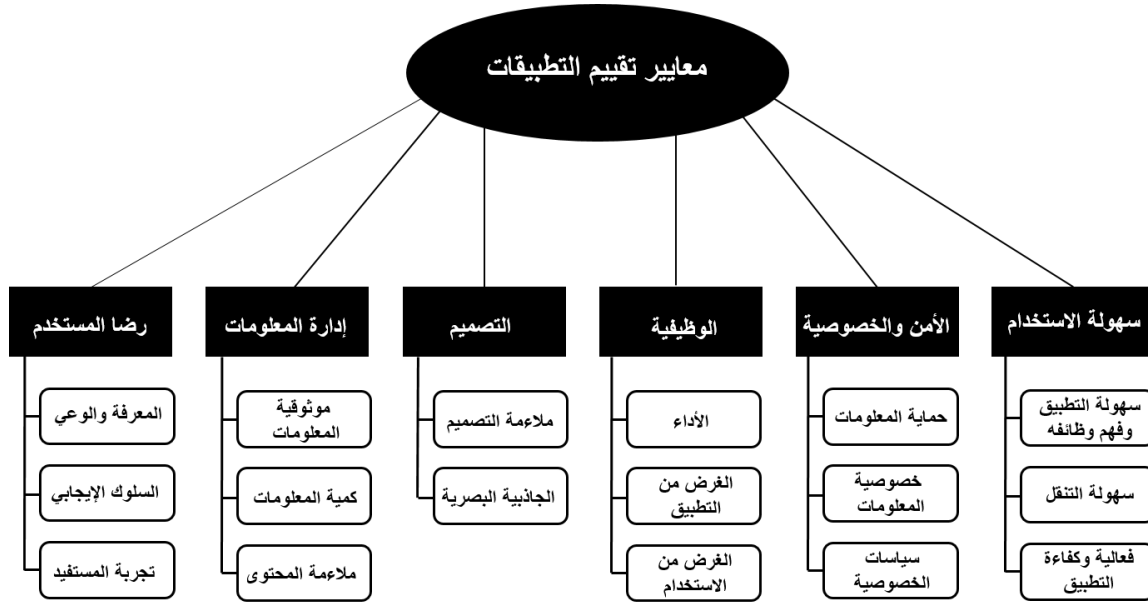 معايير تقييم التطبيقات
سهولة الاستخدام
سهولة التطبيق
وفهم وظائفه
سهولة التنقل
فعالية وكفاءة
التطبيق
الأمن والخصوصية
حماية المعلومات
خصوصية
المعلومات
سياسات
الخصوصية
الوظيفية
الأداء
الغرض من
التطبيق
الغرض من
الاستخدام
التصميم
ملاءمة التصميم
الجاذبية البصرية
إدارة المعلومات
موثوقية
المعلومات
كمية المعلومات
ملاءمة المحتوى
رضا المستخدم
المعرفة والوعي
السلوك الإيجابي
تجربة المستفيد